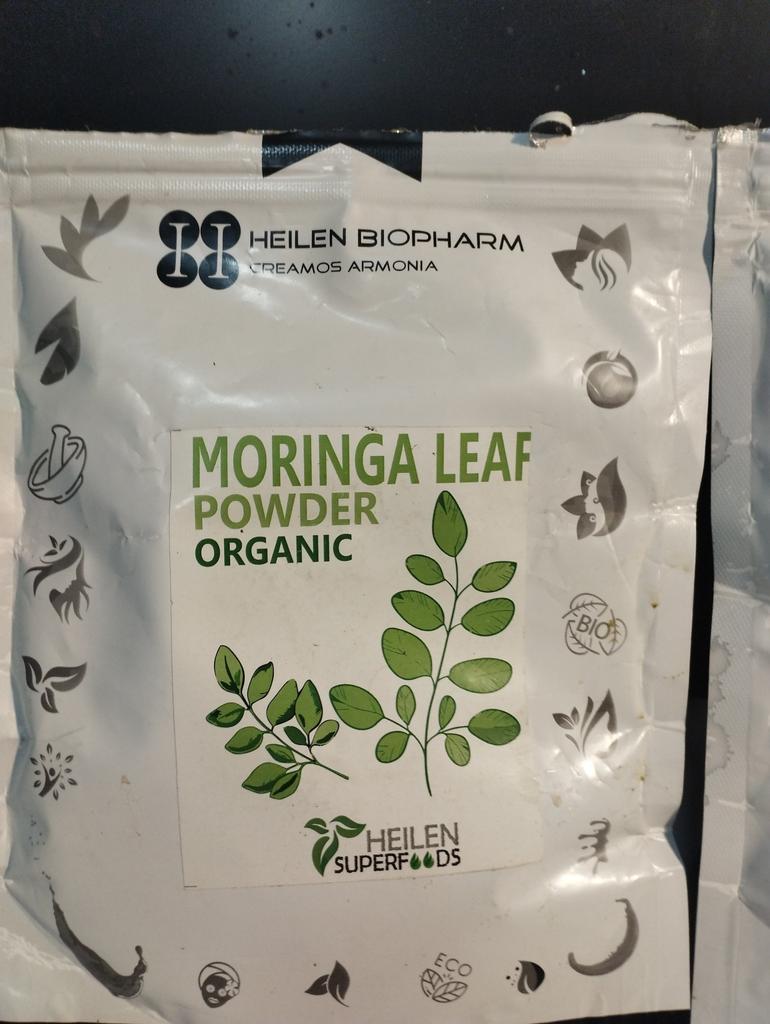 HEILEN BIOPHARM
CREAMOS ARMONIA
MORINGA LEAF
POWDER
ORGANIC
BIO
HEILEN
SUPERFOODS
ECO